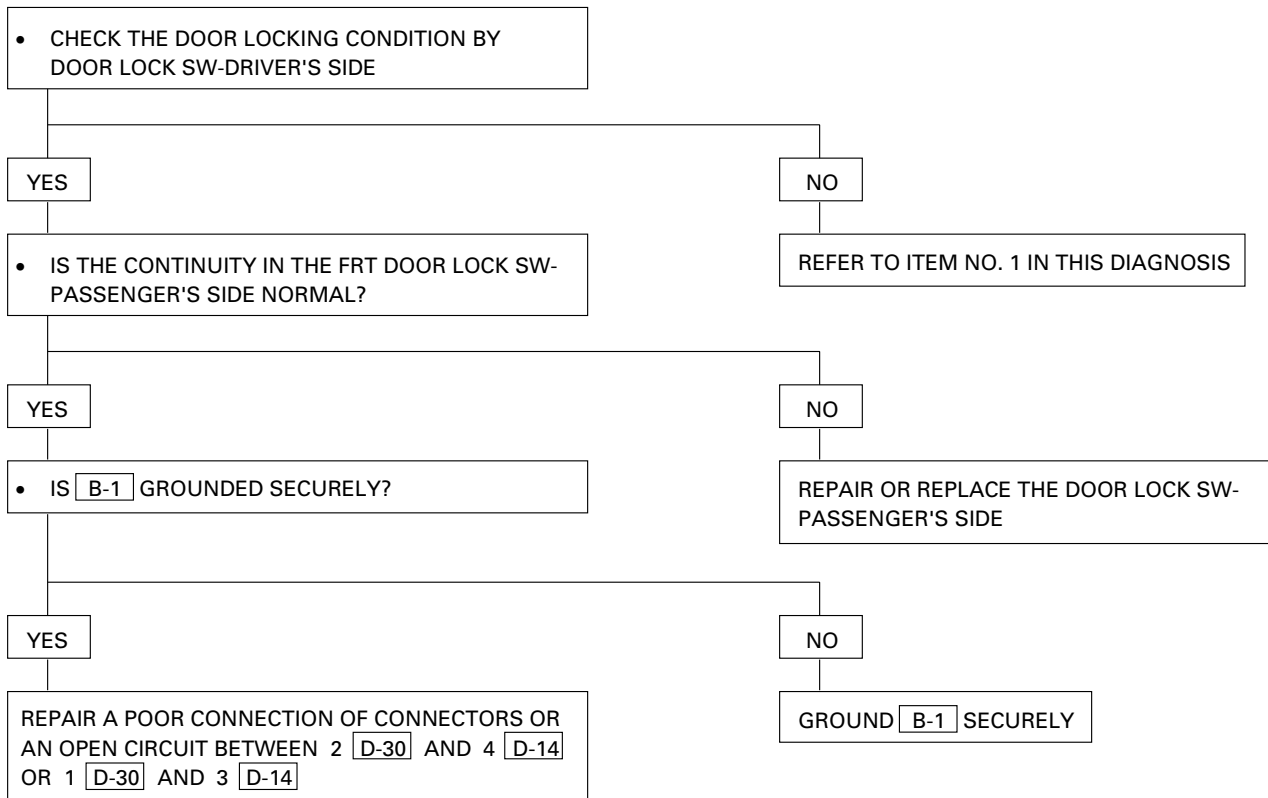 • CHECK THE DOOR LOCKING CONDITION BY
DOOR LOCK SW-DRIVER'S SIDE
YES
NO
• IS THE CONTINUITY IN THE FRT DOOR LOCK SW-
PASSENGER'S SIDE NORMAL?
REFER TO ITEM NO. 1 IN THIS DIAGNOSIS
YES
NO
• IS B-1 GROUNDED SECURELY?
REPAIR OR REPLACE THE DOOR LOCK SW-
PASSENGER'S SIDE
YES
NO
REPAIR A POOR CONNECTION OF CONNECTORS OR
AN OPEN CIRCUIT BETWEEN 2 D-30 AND 4 D-14
OR 1 D-30 AND 3 D-14
GROUND B-1 SECURELY